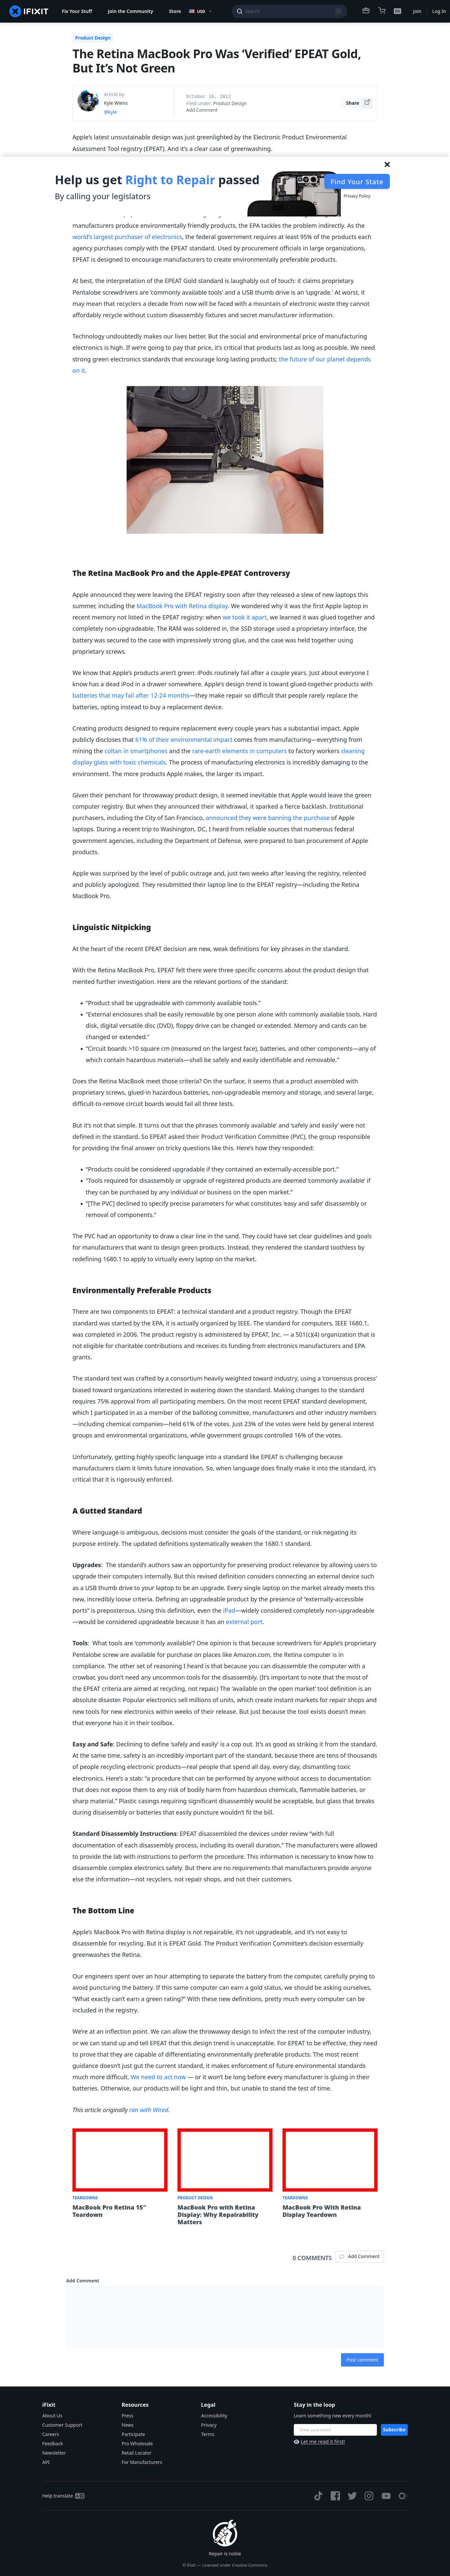 IFIXIT
Fix Your Stuff
Join the Community
Store
USD
Search
Join
Log In
Product Design
The Retina MacBook Pro Was ‘Verified’ EPEAT Gold,
But It’s Not Green
Article by:
Kyle Wiens
@kyle
October 16, 2012
Filed under: Product Design
Add Comment
Share
Apple’s latest unsustainable design was just greenlighted by the Electronic Product Environmental
Assessment Tool registry (EPEAT). And it’s a clear case of greenwashing.
Help us get Right to Repair passed
By calling your legislators
Find Your State
Privacy Policy
manufacturers produce environmentally friendly products, the EPA tackles the problem indirectly. As the
world’s largest purchaser of electronics, the federal government requires at least 95% of the products each
agency purchases comply with the EPEAT standard. Used by procurement officials in large organizations,
EPEAT is designed to encourage manufacturers to create environmentally preferable products.
At best, the interpretation of the EPEAT Gold standard is laughably out of touch: it claims proprietary
Pentalobe screwdrivers are ‘commonly available tools’ and a USB thumb drive is an ‘upgrade.’ At worst, it
may mean that recyclers a decade from now will be faced with a mountain of electronic waste they cannot
affordably recycle without custom disassembly fixtures and secret manufacturer information.
Technology undoubtedly makes our lives better. But the social and environmental price of manufacturing
electronics is high. If we’re going to pay that price, it’s critical that products last as long as possible. We need
strong green electronics standards that encourage long lasting products; the future of our planet depends
on it.
The Retina MacBook Pro and the Apple-EPEAT Controversy
Apple announced they were leaving the EPEAT registry soon after they released a slew of new laptops this
summer, including the MacBook Pro with Retina display. We wondered why it was the first Apple laptop in
recent memory not listed in the EPEAT registry: when we took it apart, we learned it was glued together and
completely non-upgradeable. The RAM was soldered in, the SSD storage used a proprietary interface, the
battery was secured to the case with impressively strong glue, and the case was held together using
proprietary screws.
We know that Apple’s products aren’t green: iPods routinely fail after a couple years. Just about everyone I
know has a dead iPod in a drawer somewhere. Apple’s design trend is toward glued-together products with
batteries that may fail after 12-24 months—they make repair so difficult that people rarely replace the
batteries, opting instead to buy a replacement device.
Creating products designed to require replacement every couple years has a substantial impact. Apple
publicly discloses that 61% of their environmental impact comes from manufacturing—everything from
mining the coltan in smartphones and the rare-earth elements in computers to factory workers cleaning
display glass with toxic chemicals. The process of manufacturing electronics is incredibly damaging to the
environment. The more products Apple makes, the larger its impact.
Given their penchant for throwaway product design, it seemed inevitable that Apple would leave the green
computer registry. But when they announced their withdrawal, it sparked a fierce backlash. Institutional
purchasers, including the City of San Francisco, announced they were banning the purchase of Apple
laptops. During a recent trip to Washington, DC, I heard from reliable sources that numerous federal
government agencies, including the Department of Defense, were prepared to ban procurement of Apple
products.
Apple was surprised by the level of public outrage and, just two weeks after leaving the registry, relented
and publicly apologized. They resubmitted their laptop line to the EPEAT registry—including the Retina
MacBook Pro.
Linguistic Nitpicking
At the heart of the recent EPEAT decision are new, weak definitions for key phrases in the standard.
With the Retina MacBook Pro, EPEAT felt there were three specific concerns about the product design that
merited further investigation. Here are the relevant portions of the standard:
“Product shall be upgradeable with commonly available tools.”
“External enclosures shall be easily removable by one person alone with commonly available tools. Hard
disk, digital versatile disc (DVD), floppy drive can be changed or extended. Memory and cards can be
changed or extended.”
“Circuit boards >10 square cm (measured on the largest face), batteries, and other components—any of
which contain hazardous materials—shall be safely and easily identifiable and removable.”
Does the Retina MacBook meet those criteria? On the surface, it seems that a product assembled with
proprietary screws, glued-in hazardous batteries, non-upgradeable memory and storage, and several large,
difficult-to-remove circuit boards would fail all three tests.
But it’s not that simple. It turns out that the phrases ‘commonly available’ and ‘safely and easily’ were not
defined in the standard. So EPEAT asked their Product Verification Committee (PVC), the group responsible
for providing the final answer on tricky questions like this. Here’s how they responded:
“Products could be considered upgradable if they contained an externally-accessible port.”
“Tools required for disassembly or upgrade of registered products are deemed ‘commonly available’ if
they can be purchased by any individual or business on the open market.”
“[The PVC] declined to specify precise parameters for what constitutes ‘easy and safe’ disassembly or
removal of components.”
The PVC had an opportunity to draw a clear line in the sand. They could have set clear guidelines and goals
for manufacturers that want to design green products. Instead, they rendered the standard toothless by
redefining 1680.1 to apply to virtually every laptop on the market.
Environmentally Preferable Products
There are two components to EPEAT: a technical standard and a product registry. Though the EPEAT
standard was started by the EPA, it is actually organized by IEEE. The standard for computers, IEEE 1680.1,
was completed in 2006. The product registry is administered by EPEAT, Inc. — a 501(c)(4) organization that is
not eligible for charitable contributions and receives its funding from electronics manufacturers and EPA
grants.
The standard text was crafted by a consortium heavily weighted toward industry, using a ‘consensus process’
biased toward organizations interested in watering down the standard. Making changes to the standard
requires 75% approval from all participating members. On the most recent EPEAT standard development,
which I participated in as a member of the balloting committee, manufacturers and other industry members
—including chemical companies—held 61% of the votes. Just 23% of the votes were held by general interest
groups and environmental organizations, while government groups controlled 16% of the votes.
Unfortunately, getting highly specific language into a standard like EPEAT is challenging because
manufacturers claim it limits future innovation. So, when language does finally make it into the standard, it’s
critical that it is rigorously enforced.
A Gutted Standard
Where language is ambiguous, decisions must consider the goals of the standard, or risk negating its
purpose entirely. The updated definitions systematically weaken the 1680.1 standard.
Upgrades: The standard’s authors saw an opportunity for preserving product relevance by allowing users to
upgrade their computers internally. But this revised definition considers connecting an external device such
as a USB thumb drive to your laptop to be an upgrade. Every single laptop on the market already meets this
new, incredibly loose criteria. Defining an upgradeable product by the presence of “externally-accessible
ports” is preposterous. Using this definition, even the iPad—widely considered completely non-upgradeable
—would be considered upgradeable because it has an external port.
Tools: What tools are ‘commonly available’? One opinion is that because screwdrivers for Apple’s proprietary
Pentalobe screw are available for purchase on places like Amazon.com, the Retina computer is in
compliance. The other set of reasoning I heard is that because you can disassemble the computer with a
crowbar, you don’t need any uncommon tools for the disassembly. (It’s important to note that most of
the EPEAT criteria are aimed at recycling, not repair.) The ‘available on the open market’ tool definition is an
absolute disaster. Popular electronics sell millions of units, which create instant markets for repair shops and
new tools for new electronics within weeks of their release. But just because the tool exists doesn’t mean
that everyone has it in their toolbox.
Easy and Safe: Declining to define ‘safely and easily’ is a cop out. It’s as good as striking it from the standard.
At the same time, safety is an incredibly important part of the standard, because there are tens of thousands
of people recycling electronic products—real people that spend all day, every day, dismantling toxic
electronics. Here’s a stab: “a procedure that can be performed by anyone without access to documentation
that does not expose them to any risk of bodily harm from hazardous chemicals, flammable batteries, or
sharp material.” Plastic casings requiring significant disassembly would be acceptable, but glass that breaks
during disassembly or batteries that easily puncture wouldn’t fit the bill.
Standard Disassembly Instructions: EPEAT disassembled the devices under review “with full
documentation of each disassembly process, including its overall duration.” The manufacturers were allowed
to provide the lab with instructions to perform the procedure. This information is necessary to know how to
disassemble complex electronics safely. But there are no requirements that manufacturers provide anyone
else the information—not recyclers, not repair shops, and not their customers.
The Bottom Line
Apple’s MacBook Pro with Retina display is not repairable, it’s not upgradeable, and it’s not easy to
disassemble for recycling. But it is EPEAT Gold. The Product Verification Committee’s decision essentially
greenwashes the Retina.
Our engineers spent over an hour attempting to separate the battery from the computer, carefully prying to
avoid puncturing the battery. If this same computer can earn a gold status, we should be asking ourselves,
“What exactly can’t earn a green rating?” With these new definitions, pretty much every computer can be
included in the registry.
We’re at an inflection point. We can allow the throwaway design to infect the rest of the computer industry,
or we can stand up and tell EPEAT that this design trend is unacceptable. For EPEAT to be effective, they need
to prove that they are capable of differentiating environmentally preferable products. The most recent
guidance doesn’t just gut the current standard, it makes enforcement of future environmental standards
much more difficult. We need to act now — or it won’t be long before every manufacturer is gluing in their
batteries. Otherwise, our products will be light and thin, but unable to stand the test of time.
This article originally ran with Wired.
TEARDOWNS
MacBook Pro Retina 15″
Teardown
PRODUCT DESIGN
MacBook Pro with Retina
Display: Why Repairability
Matters
TEARDOWNS
MacBook Pro With Retina
Display Teardown
0 COMMENTS
Add Comment
Add Comment
Post comment
iFixit
About Us
Customer Support
Careers
Feedback
Newsletter
API
Resources
Press
News
Participate
Pro Wholesale
Retail Locator
For Manufacturers
Legal
Accessibility
Privacy
Terms
Stay in the loop
Learn something new every month!
Enter your email
Subscribe
Let me read it first!
Help translate
Repair is noble
© iFixit — Licensed under Creative Commons